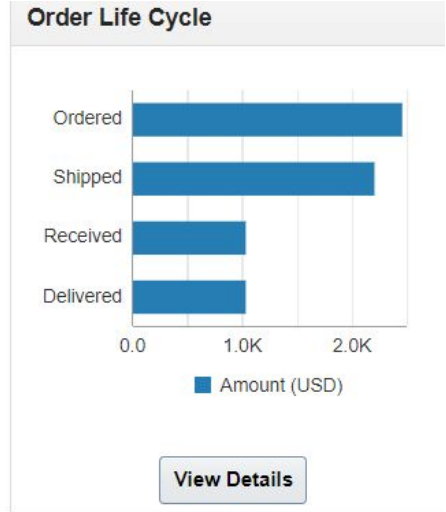 Order Life Cycle
Ordered
Shipped
Received
Delivered
0.0 1.0K 2.0K
Amount (USD)
View Details